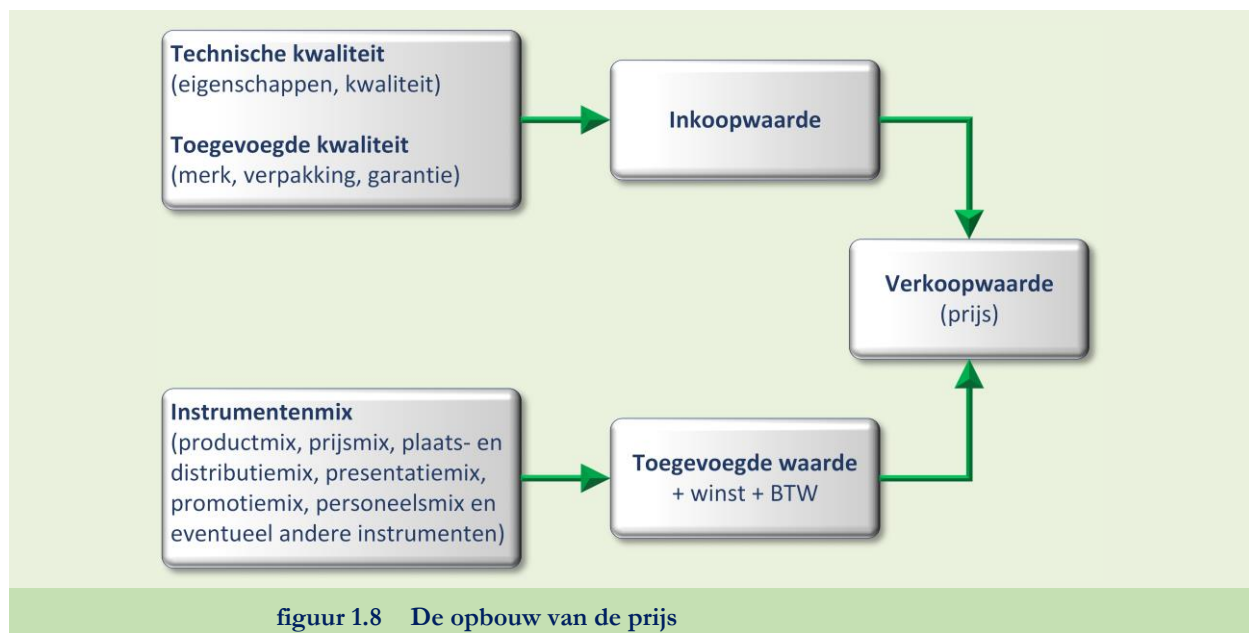 Technische kwaliteit
(eigenschappen, kwaliteit)
Toegevoegde kwaliteit
(merk, verpakking, garantie)
Inkoopwaarde
Verkoopwaarde
(prijs)
Instrumentenmix
(productmix, prijsmix, plaats- en
distributiemix, presentatiemix,
promotiemix, personeelsmix en
eventueel andere instrumenten)
Toegevoegde waarde
+ winst + BTW
figuur 1.8 De opbouw van de prijs